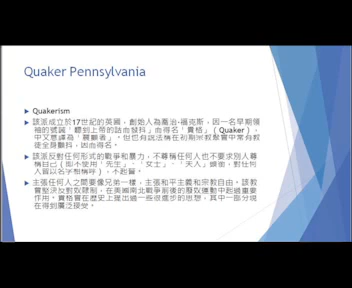 Quaker Pennsylvania
Quakerism
該派成立於17世紀的英國，創始人為喬治·福克斯，因一名早期領
袖的號誡「聽到上帝的話而發抖」而得名「貴格」（Quaker），
中文意譯為「震顫者」。但也有說法稱在初期宗教聚會中常有教
徒全身顫抖，因而得名。
該派反對任何形式的戰爭和暴力，不尊稱任何人也不要求別人尊
稱自己（即不使用「先生」、「女士」、「夫人」頭銜，對任何
人皆以名字相稱呼），不起誓。
主張任何人之間要像兄弟一樣，主張和平主義和宗教自由。該教
會堅決反對奴隸制，在美國南北戰爭前後的廢奴運動中起過重要
作用。貴格會在歷史上提出過一些很進步的思想，其中一部分現
在得到廣泛接受。